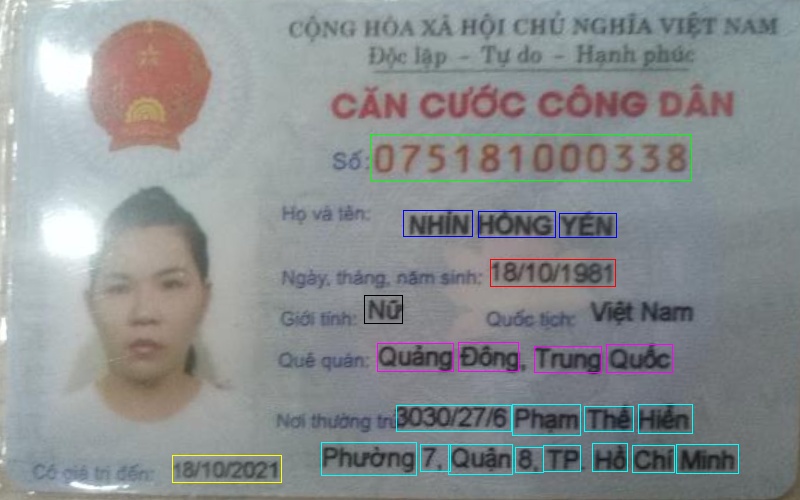 CỘNG HÒA XÃ HỘI CHỦ NGHĨA VIỆT NAM
Độc lập - Tự do - Hạnh phúc
CĂN CƯỚC CÔNG DÂN
Số: 075181000338
Họ và tên: NHÌN HỒNG YẾN
Ngày, tháng, năm sinh: 18/10/1981
Giới tính: Nữ Quốc tịch: Việt Nam
Quê quán: Quảng Đông, Trung Quốc
Nơi thường trú: 3030/27/6 Phạm Thế Hiển
Phường 7, Quận 8, TP. Hồ Chí Minh
Có giá trị đến: 18/10/2021